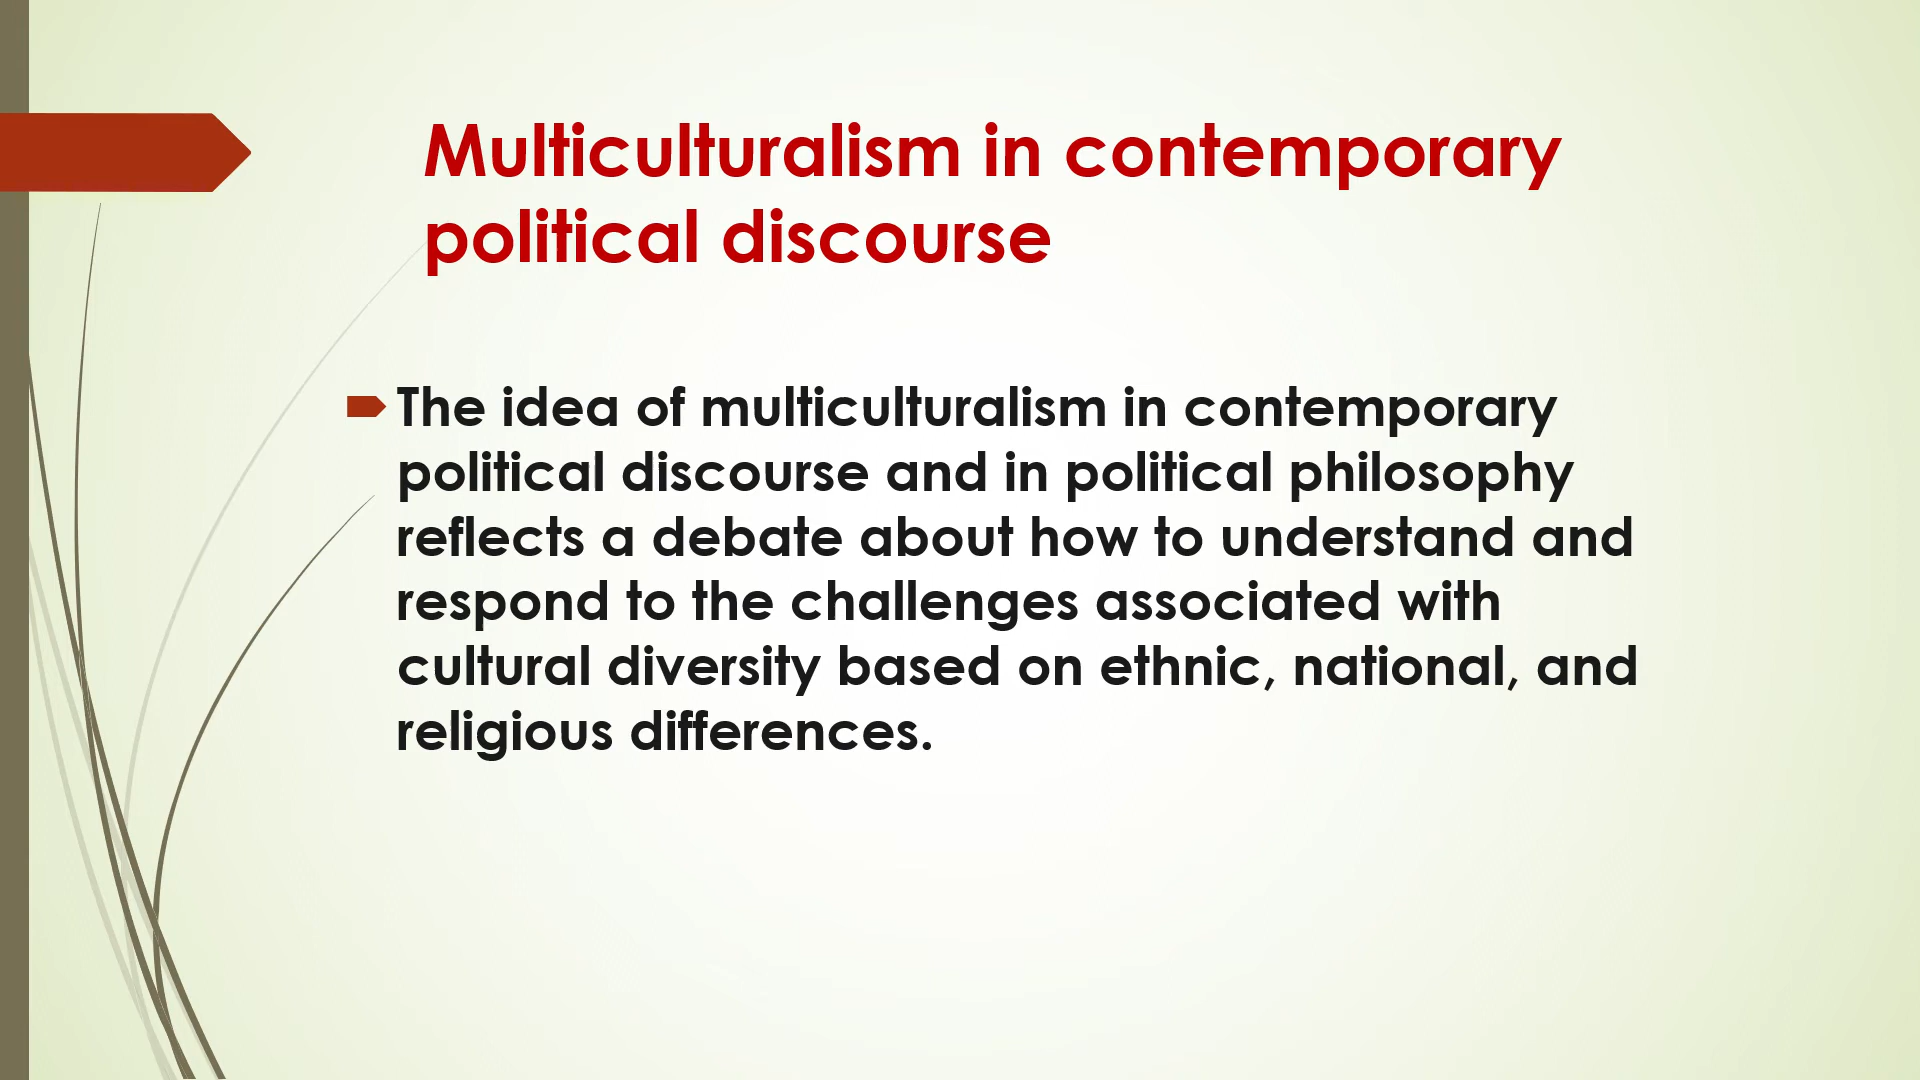 Multiculturalism in contemporary
political discourse
The idea of multiculturalism in contemporary
political discourse and in political philosophy
reflects a debate about how to understand and
respond to the challenges associated with
cultural diversity based on ethnic, national, and
religious differences.